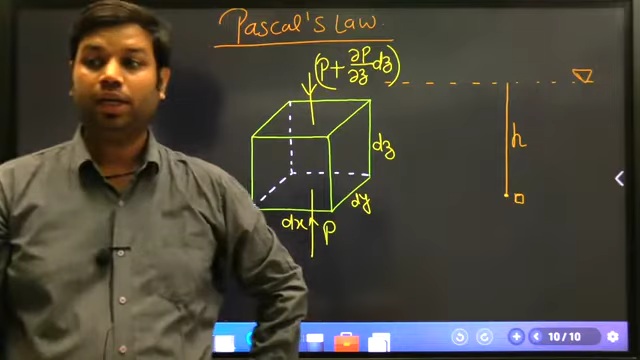 Pascal's Law
(P + ∂P/∂z dz)
dz
h
dy
dx
P
10/10